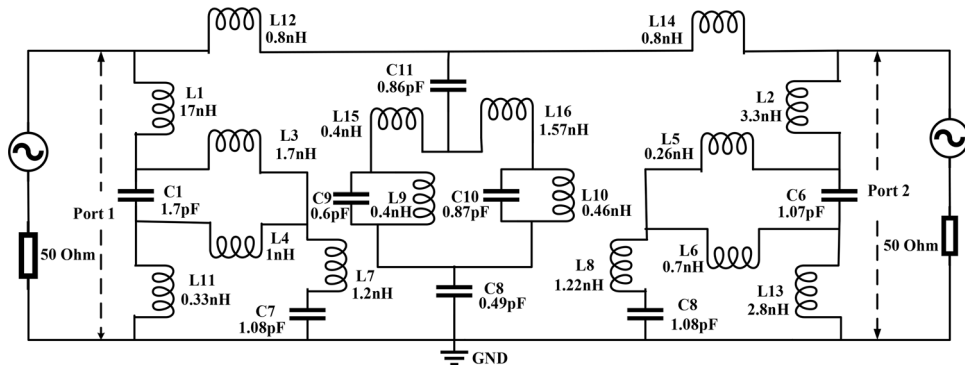 L12
0.8nH
L14
0.8nH
C11
0.86pF
L1
17nH
L2
3.3nH
L15
0.4nH
L16
1.57nH
L3
1.7nH
L5
0.26nH
C1
1.7pF
C9
0.6pF
L9
0.4nH
C10
0.87pF
L10
0.46nH
C6
1.07pF
Port 1
Port 2
50 Ohm
50 Ohm
L4
1nH
L6
0.7nH
L11
0.33nH
L7
1.2nH
L8
1.22nH
L13
2.8nH
C7
1.08pF
C8
0.49pF
C8
1.08pF
GND